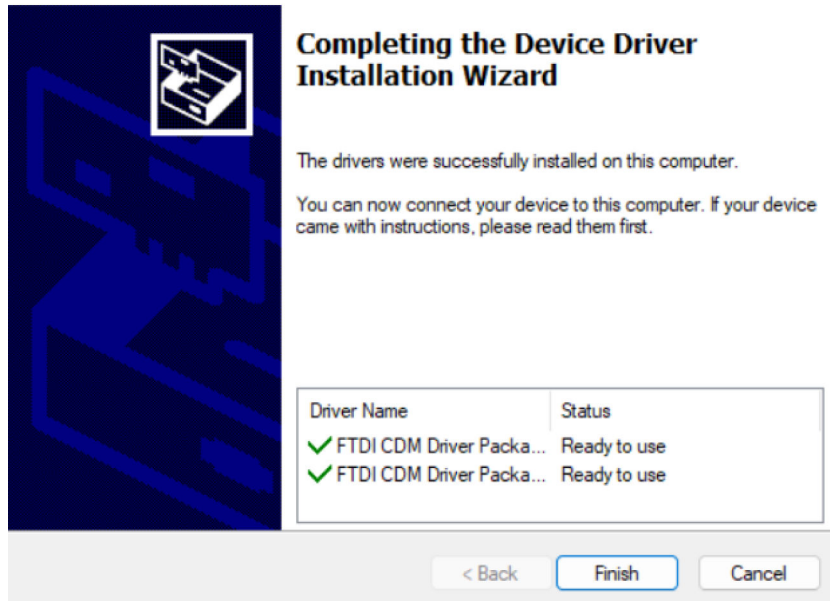 Completing the Device Driver
Installation Wizard
The drivers were successfully installed on this computer.
You can now connect your device to this computer. If your device
came with instructions, please read them first.
Driver Name Status
FTDI CDM Driver Packa... Ready to use
FTDI CDM Driver Packa... Ready to use
< Back Finish Cancel